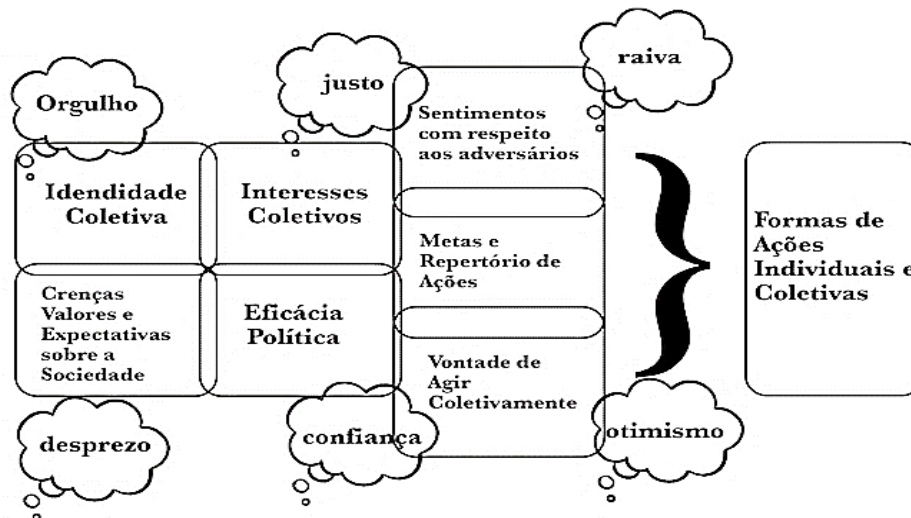 Orgulho
justo
raiva
Idendidade
Coletiva
Interesses
Coletivos
Sentimentos
com respeito
aos adversários
Crenças
Valores e
Expectativas
sobre a
Sociedade
Eficácia
Política
Metas e
Repertório de
Ações
Vontade de
Agir
Coletivamente
Formas de
Ações
Individuais e
Coletivas
desprezo
confiança
otimismo